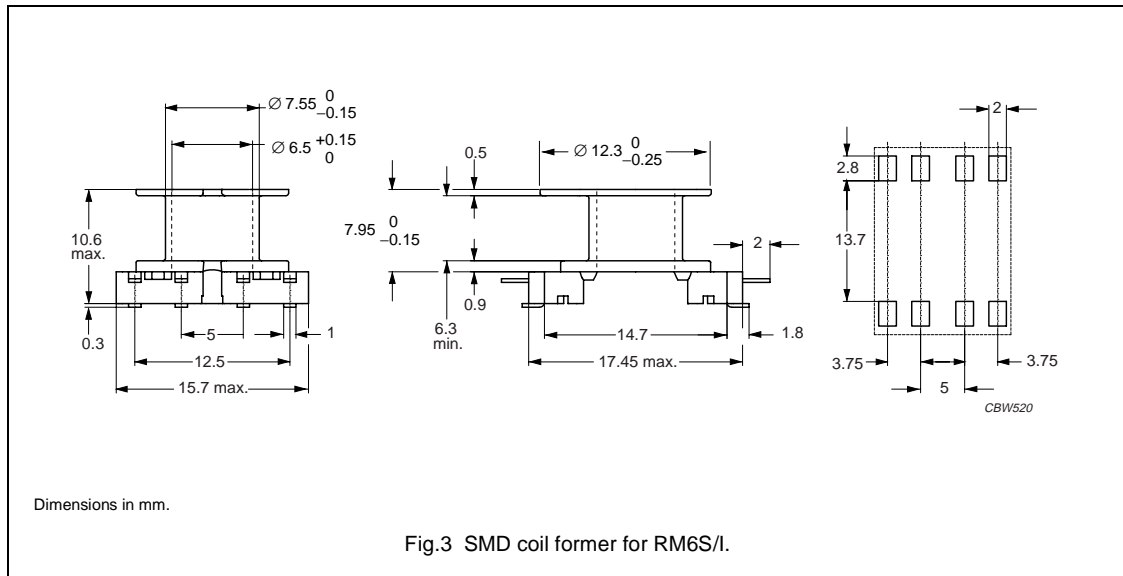 ∅ 7.55 0 −0.15
∅ 6.5 +0.15 0
10.6 max.
0.3
5
1
12.5
15.7 max.
0.5
∅ 12.3 0 −0.25
7.95 0 −0.15
2
0.9
6.3 min.
14.7
1.8
17.45 max.
2
2.8
13.7
3.75
3.75
5
CBW520
Dimensions in mm.
Fig.3 SMD coil former for RM6S/I.